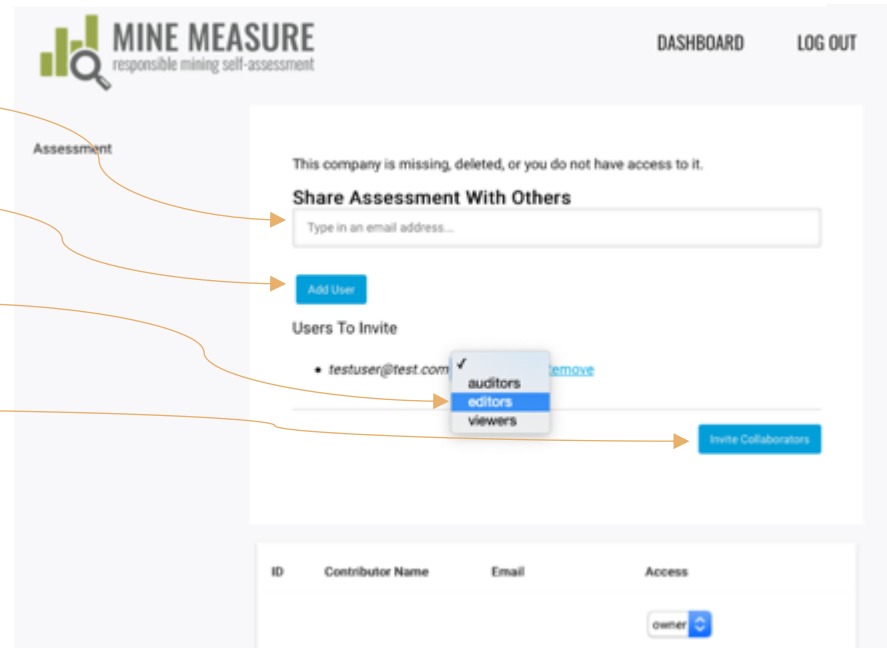 MINE MEASURE
responsible mining self-assessment
DASHBOARD
LOG OUT
Assessment
This company is missing, deleted, or you do not have access to it.
Share Assessment With Others
Type in an email address...
Add User
Users To Invite
• testuser@test.com
✓
auditors
editors
viewers
emove
Invite Collaborators
ID Contributor Name Email Access
owner